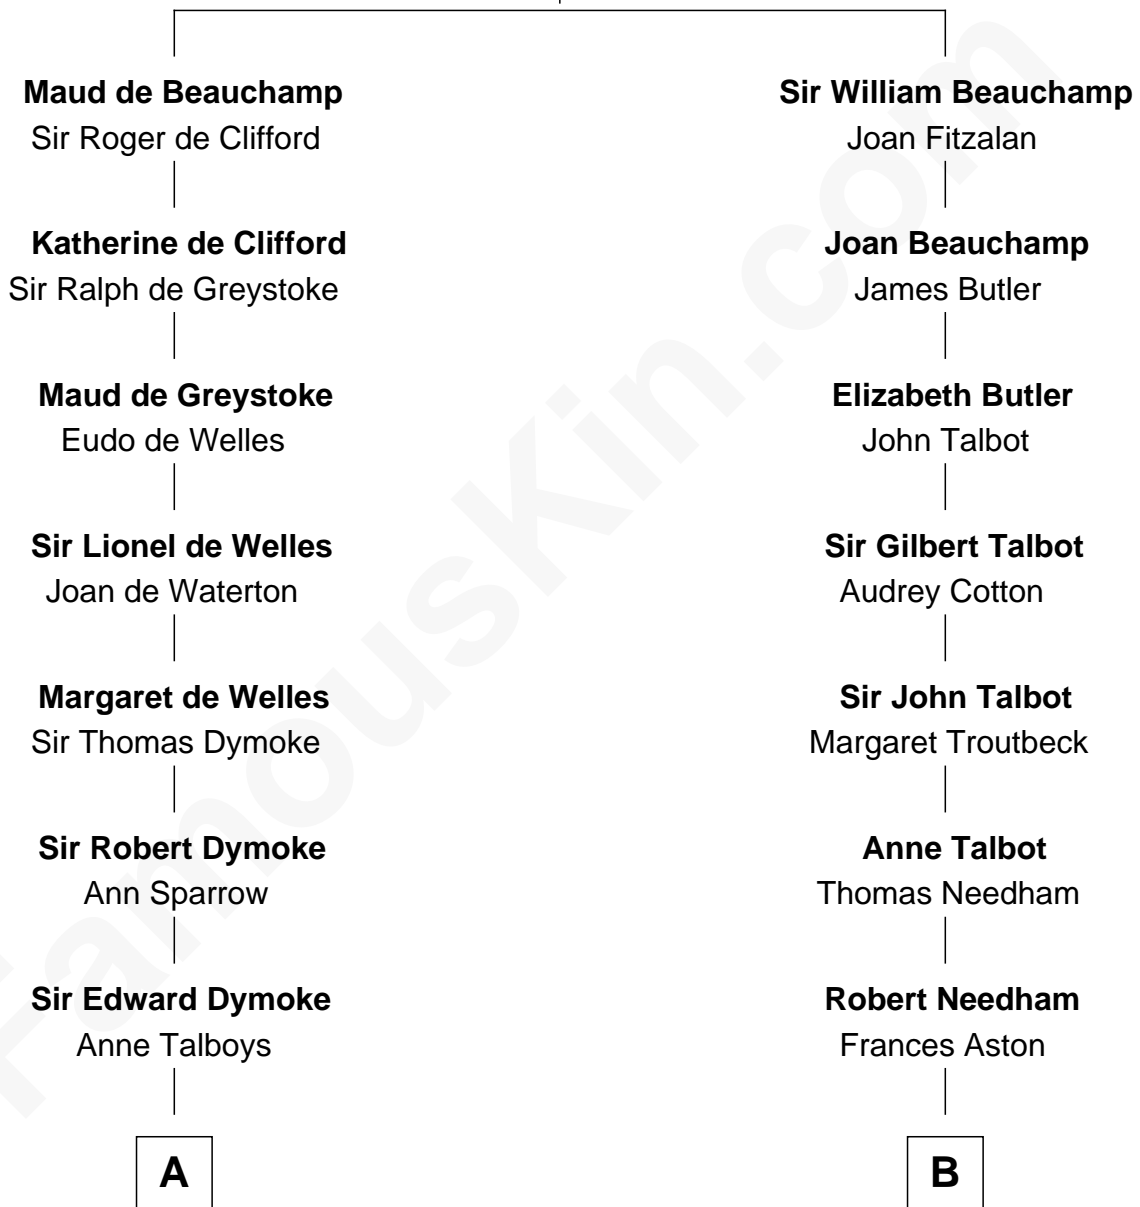 Maud de Beauchamp
Sir Roger de Clifford
Katherine de Clifford
Sir Ralph de Greystoke
Maud de Greystoke
Eudo de Welles
Sir Lionel de Welles
Joan de Waterton
Margaret de Welles
Sir Thomas Dymoke
Sir Robert Dymoke
Ann Sparrow
Sir Edward Dymoke
Anne Talboys
A
Sir William Beauchamp
Joan Fitzalan
Joan Beauchamp
James Butler
Elizabeth Butler
John Talbot
Sir Gilbert Talbot
Audrey Cotton
Sir John Talbot
Margaret Troutbeck
Anne Talbot
Thomas Needham
Robert Needham
Frances Aston
B
FamousKin.com